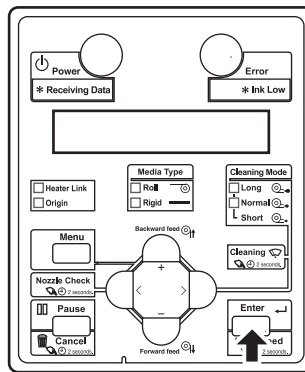 Power
Error
* Receiving Data
* Ink Low
Media Type
Roll
Rigid
Cleaning Mode
Long
Normal
Short
Heater Link
Origin
Menu
Backward feed
Cleaning
2 seconds.
Nozzle Check
2 seconds.
+
< >
−
Pause
Cancel
2 seconds.
Forward feed
Enter